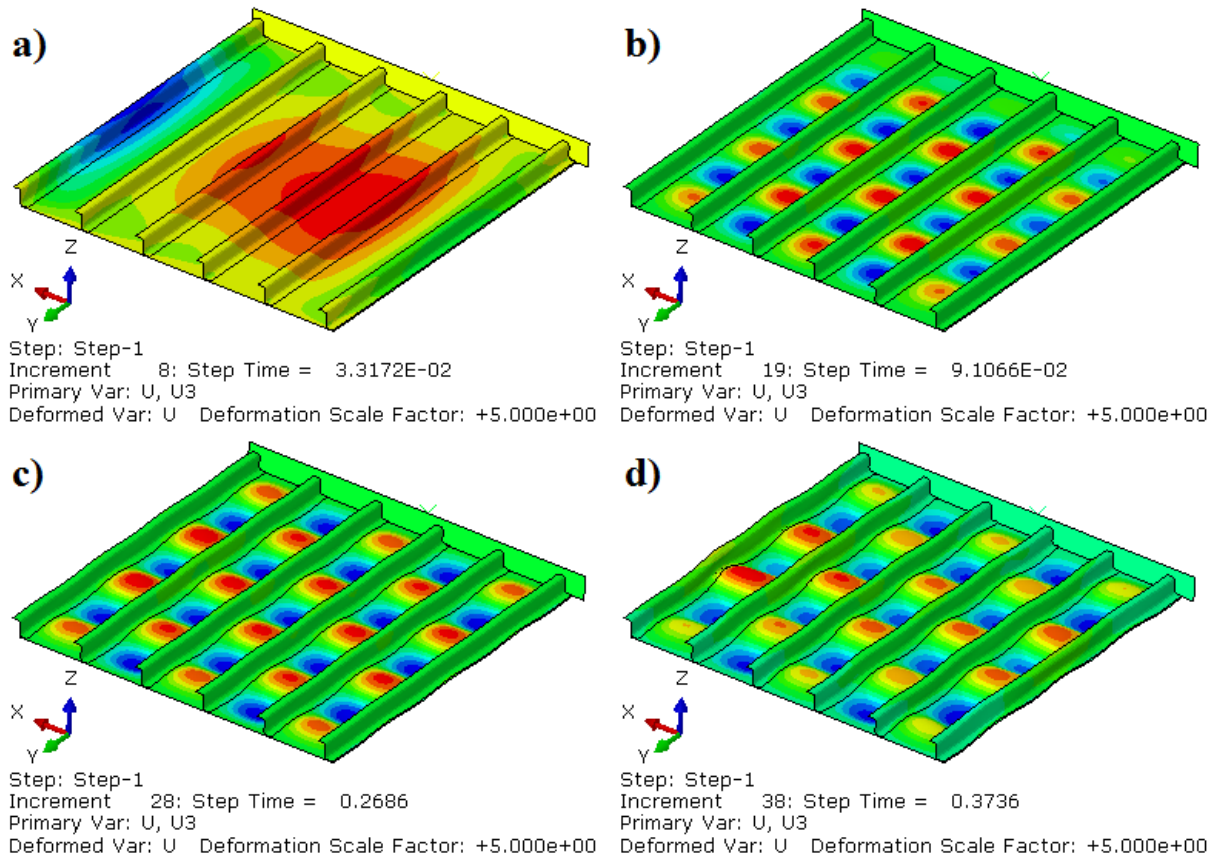 a)
Z
X
Y
Step: Step-1
Increment 8: Step Time = 3.3172E-02
Primary Var: U, U3
Deformed Var: U Deformation Scale Factor: +5.000e+00
b)
Z
X
Y
Step: Step-1
Increment 19: Step Time = 9.1066E-02
Primary Var: U, U3
Deformed Var: U Deformation Scale Factor: +5.000e+00
c)
Z
X
Y
Step: Step-1
Increment 28: Step Time = 0.2686
Primary Var: U, U3
Deformed Var: U Deformation Scale Factor: +5.000e+00
d)
Z
X
Y
Step: Step-1
Increment 38: Step Time = 0.3736
Primary Var: U, U3
Deformed Var: U Deformation Scale Factor: +5.000e+00